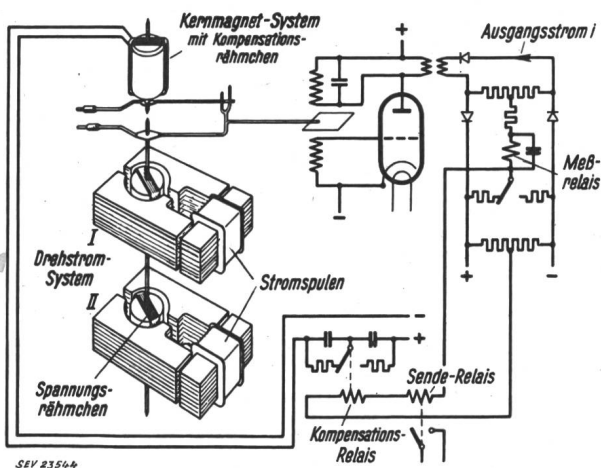 Kernmagnet-System
mit Kompensations-
rähmchen
+
Ausgangsstrom i
Meß-
relais
-
I
Drehstrom-
System
II
Stromspulen
+
-
-
+
Spannungs-
rähmchen
Sende-Relais
Kompensations-
Relais
SEV 23544